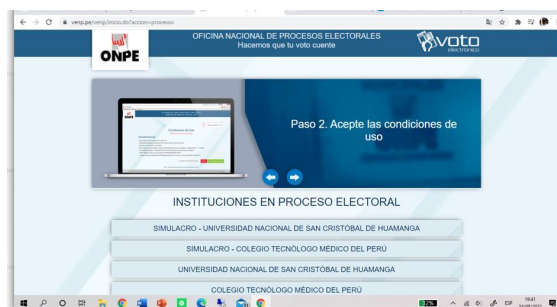 venp.pe/venp/inicio.do?accion=procesos
ONPE
OFICINA NACIONAL DE PROCESOS ELECTORALES
Hacemos que tu voto cuente
voto
electrónico
Paso 2. Acepte las condiciones de
uso
INSTITUCIONES EN PROCESO ELECTORAL
SIMULACRO - UNIVERSIDAD NACIONAL DE SAN CRISTÓBAL DE HUAMANGA
SIMULACRO - COLEGIO TECNÓLOGO MÉDICO DEL PERÚ
UNIVERSIDAD NACIONAL DE SAN CRISTÓBAL DE HUAMANGA
COLEGIO TECNÓLOGO MÉDICO DEL PERÚ
ESP
19:41